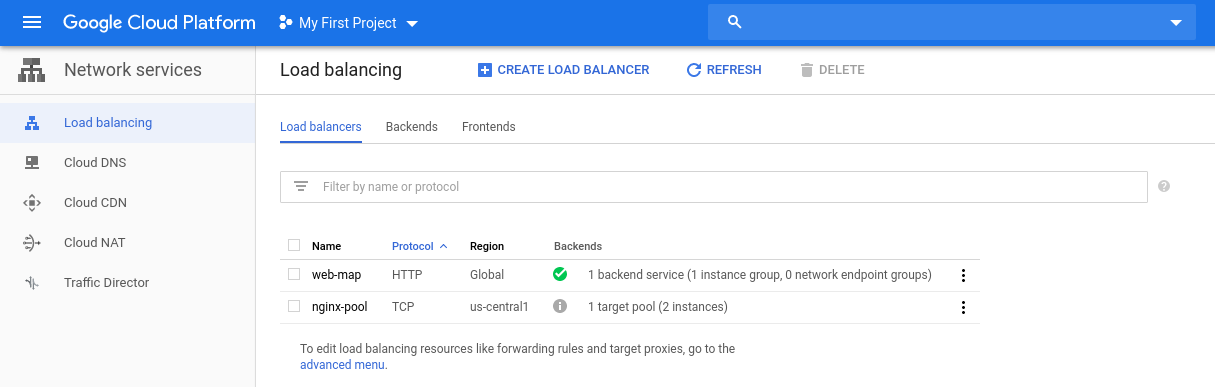 Google Cloud Platform My First Project
Network services
Load balancing CREATE LOAD BALANCER REFRESH DELETE
Load balancing
Cloud DNS
Cloud CDN
Cloud NAT
Traffic Director
Load balancers Backends Frontends
Filter by name or protocol
Name Protocol Region Backends
web-map HTTP Global 1 backend service (1 instance group, 0 network endpoint groups)
nginx-pool TCP us-central1 1 target pool (2 instances)
To edit load balancing resources like forwarding rules and target proxies, go to the
advanced menu.